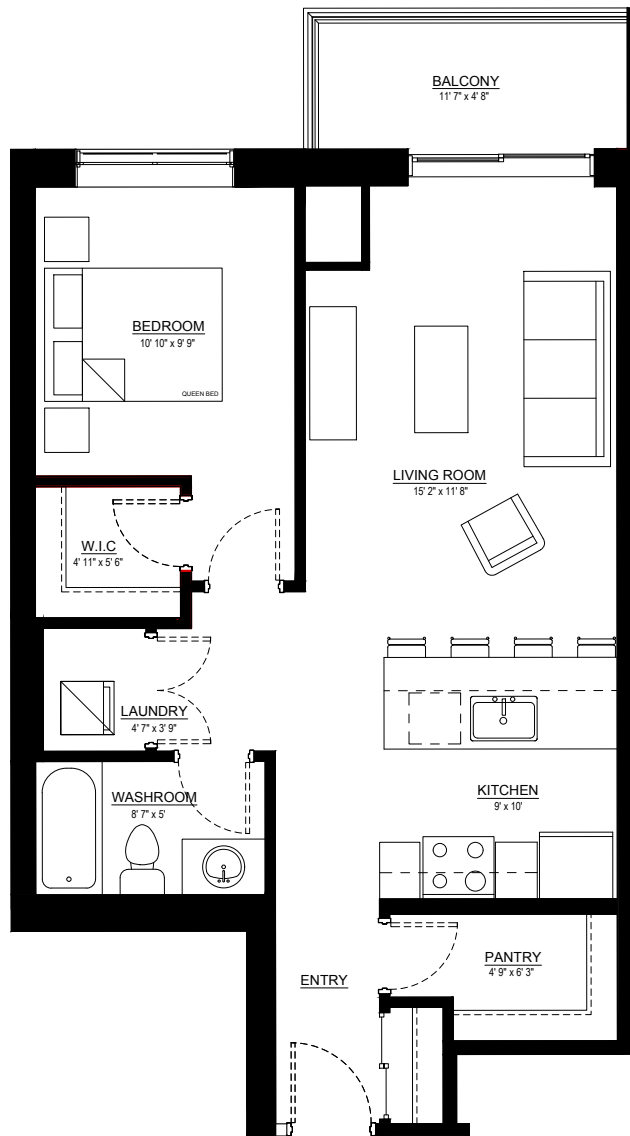 BALCONY
11' 7" x 4' 8"
BEDROOM
10' 10" x 9' 9"
QUEEN BED
LIVING ROOM
15' 2" x 11' 8"
W.I.C
4' 11" x 5' 6"
LAUNDRY
4' 7" x 3' 9"
WASHROOM
8' 7" x 5'
KITCHEN
9' x 10'
PANTRY
4' 9" x 6' 3"
ENTRY